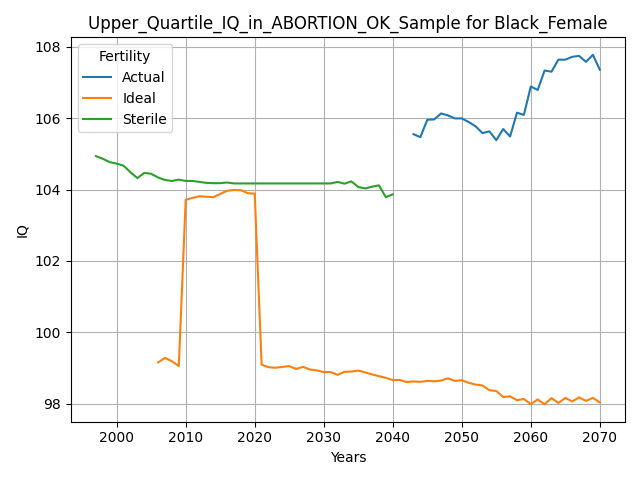 Upper_Quartile_IQ_in_ABORTION_OK_Sample for Black_Female
Fertility
Actual
Ideal
Sterile
IQ
108
106
104
102
100
98
2000
2010
2020
2030
2040
2050
2060
2070
Years